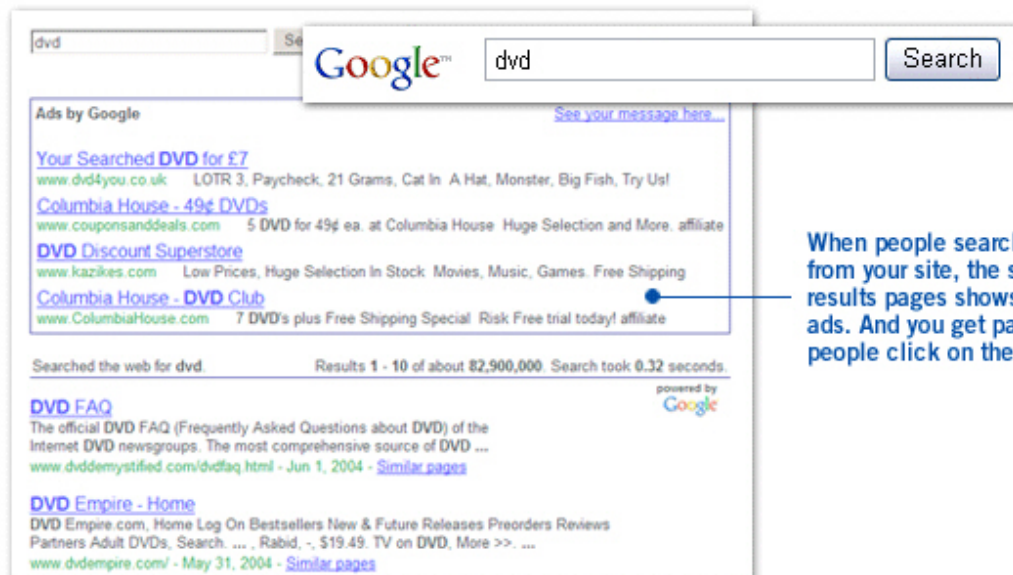 dvd
Se
Google™ dvd Search
Ads by Google See your message here...
Your Searched DVD for £7
www.dvd4you.co.uk LOTR 3, Paycheck, 21 Grams, Cat In A Hat, Monster, Big Fish, Try Us!
Columbia House - 49¢ DVDs
www.couponsanddeals.com 5 DVD for 49¢ ea. at Columbia House Huge Selection and More. affiliate
DVD Discount Superstore
www.kazikes.com Low Prices, Huge Selection In Stock Movies, Music, Games. Free Shipping
Columbia House - DVD Club
www.ColumbiaHouse.com 7 DVD's plus Free Shipping Special Risk Free trial today! affiliate
Searched the web for dvd. Results 1 - 10 of about 82,900,000. Search took 0.32 seconds.
powered by
Google
DVD FAQ
The official DVD FAQ (Frequently Asked Questions about DVD) of the
Internet DVD newsgroups. The most comprehensive source of DVD ...
www.dvddemystified.com/dvdfaq.html - Jun 1, 2004 - Similar pages
DVD Empire - Home
DVD Empire.com, Home Log On Bestsellers New & Future Releases Preorders Reviews
Partners Adult DVDs, Search. ... , Rabid, -, $19.49. TV on DVD, More >>. ...
www.dvdempire.com/ - May 31, 2004 - Similar pages
When people search
from your site, the s
results pages shows
ads. And you get pa
people click on the